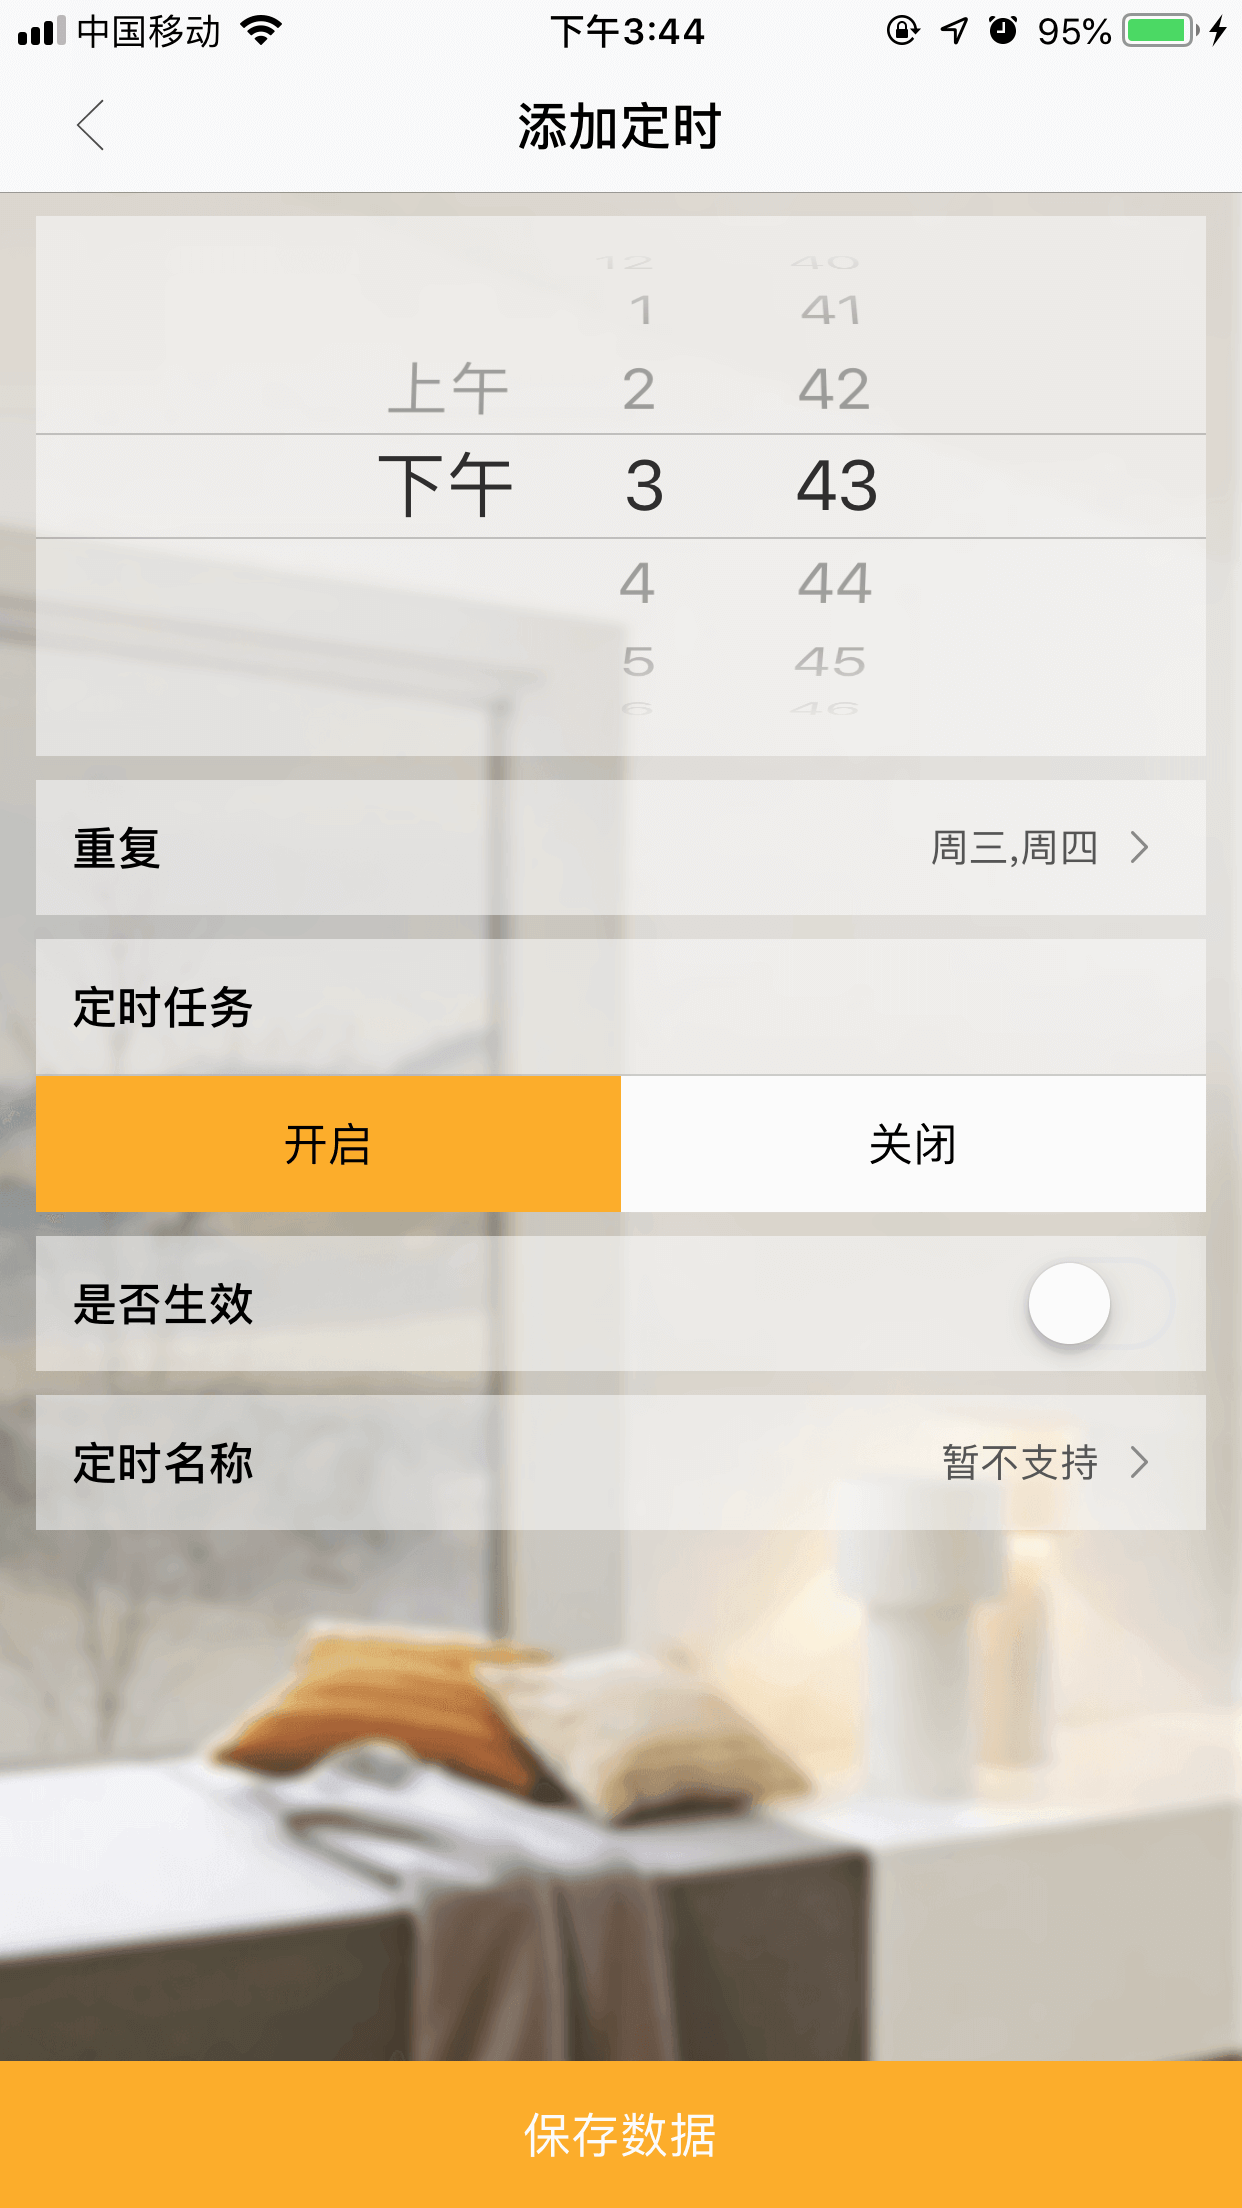 中国移动 下午3:44 95%
添加定时
12 40
1 41
上午 2 42
下午 3 43
4 44
5 45
6 46
重复 周三,周四
定时任务
开启 关闭
是否生效
定时名称 暂不支持
保存数据